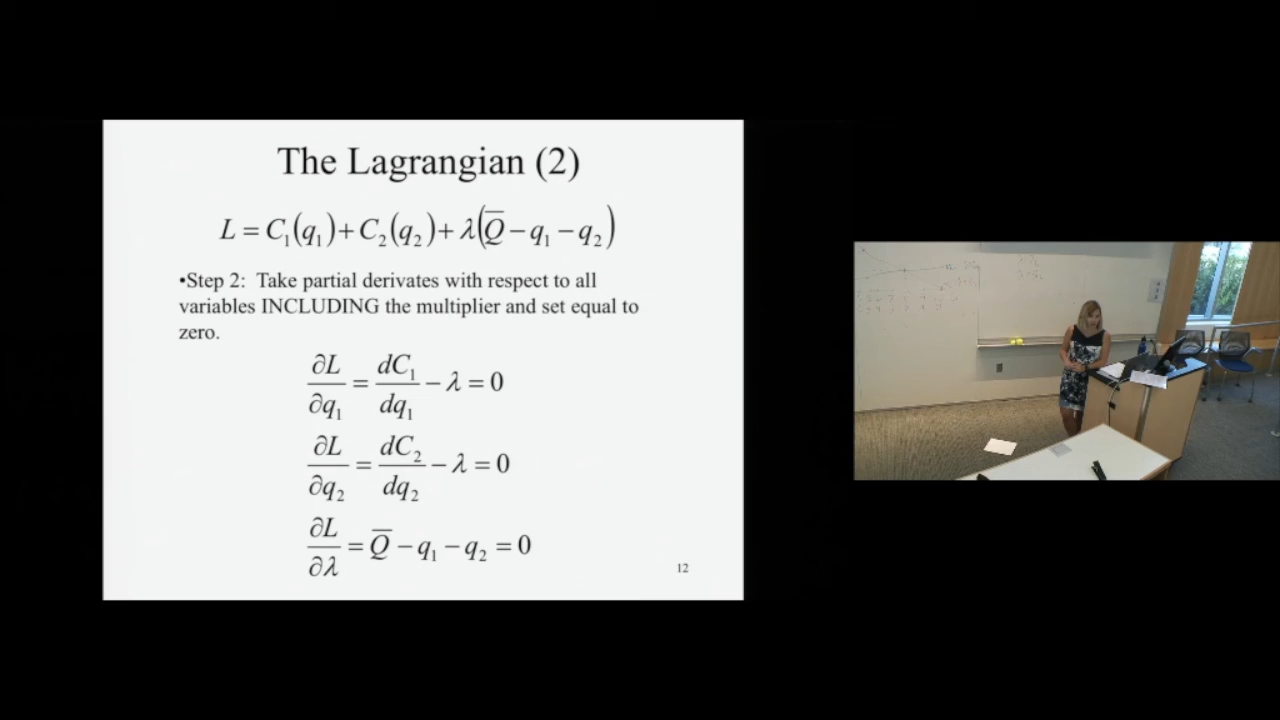 The Lagrangian (2)
L = C₁(q₁) + C₂(q₂) + λ(Q̅ − q₁ − q₂)
•Step 2: Take partial derivates with respect to all
variables INCLUDING the multiplier and set equal to
zero.
∂L/∂q₁ = dC₁/dq₁ − λ = 0
∂L/∂q₂ = dC₂/dq₂ − λ = 0
∂L/∂λ = Q̅ − q₁ − q₂ = 0
12